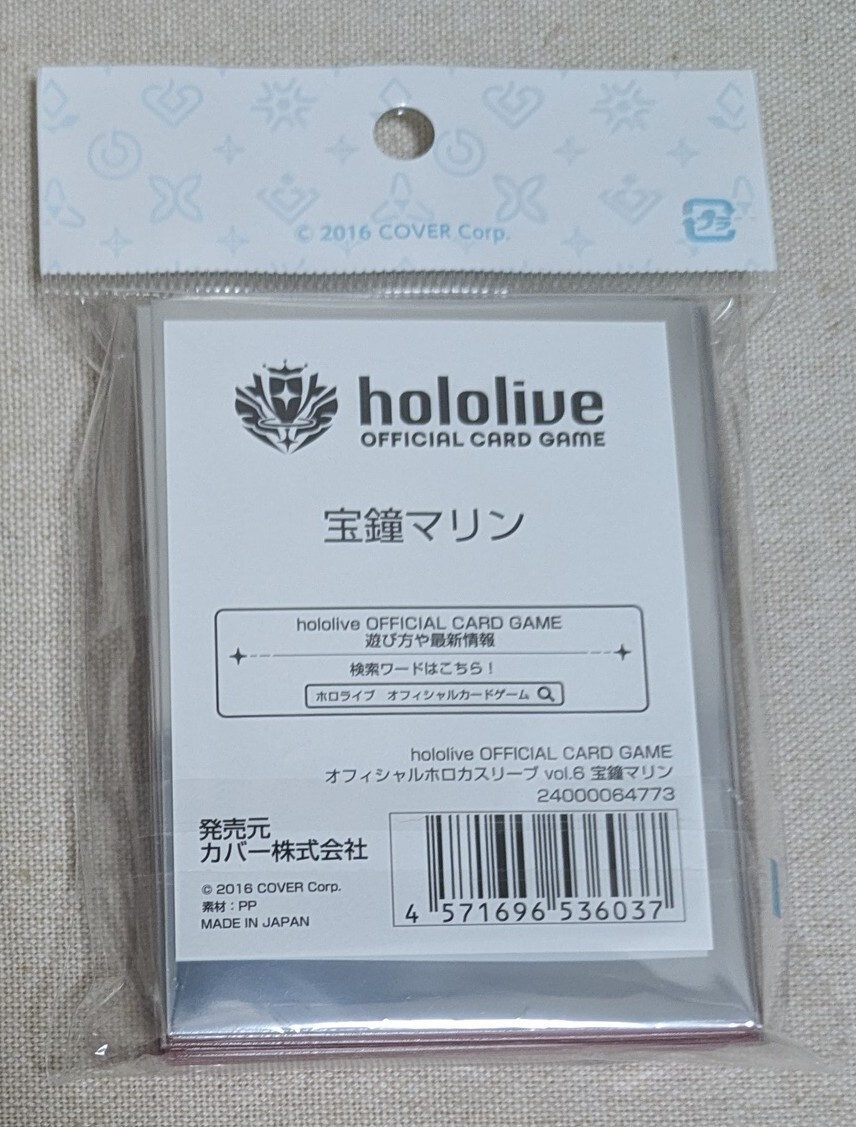 © 2016 COVER Corp.
プラ
hololive
OFFICIAL CARD GAME
宝鐘マリン
hololive OFFICIAL CARD GAME
遊び方や最新情報
検索ワードはこちら！
ホロライブ オフィシャルカードゲーム
hololive OFFICIAL CARD GAME
オフィシャルホロカスリーブ vol.6 宝鐘マリン
24000064773
発売元
カバー株式会社
© 2016 COVER Corp.
素材：PP
MADE IN JAPAN
4 571696 536037